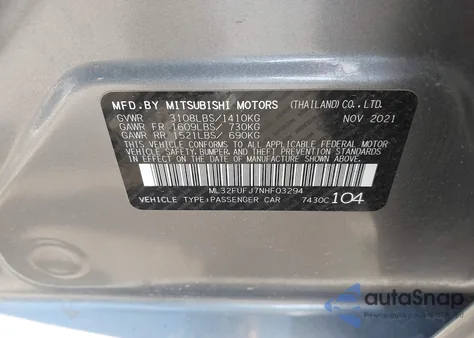 MFD.BY MITSUBISHI MOTORS (THAILAND) CO., LTD.
GVWR 3108LBS/1410KG NOV 2021
GAWR FR 1609LBS/ 730KG
GAWR RR 1521LBS/ 690KG
THIS VEHICLE CONFORMS TO ALL APPLICABLE FEDERAL MOTOR
VEHICLE SAFETY, BUMPER, AND THEFT PREVENTION STANDARDS
IN EFFECT ON THE DATE OF MANUFACTURE SHOWN ABOVE.
ML32FUFJ7NHF03294
VEHICLE TYPE:PASSENGER CAR 7430C 104
autoSnap